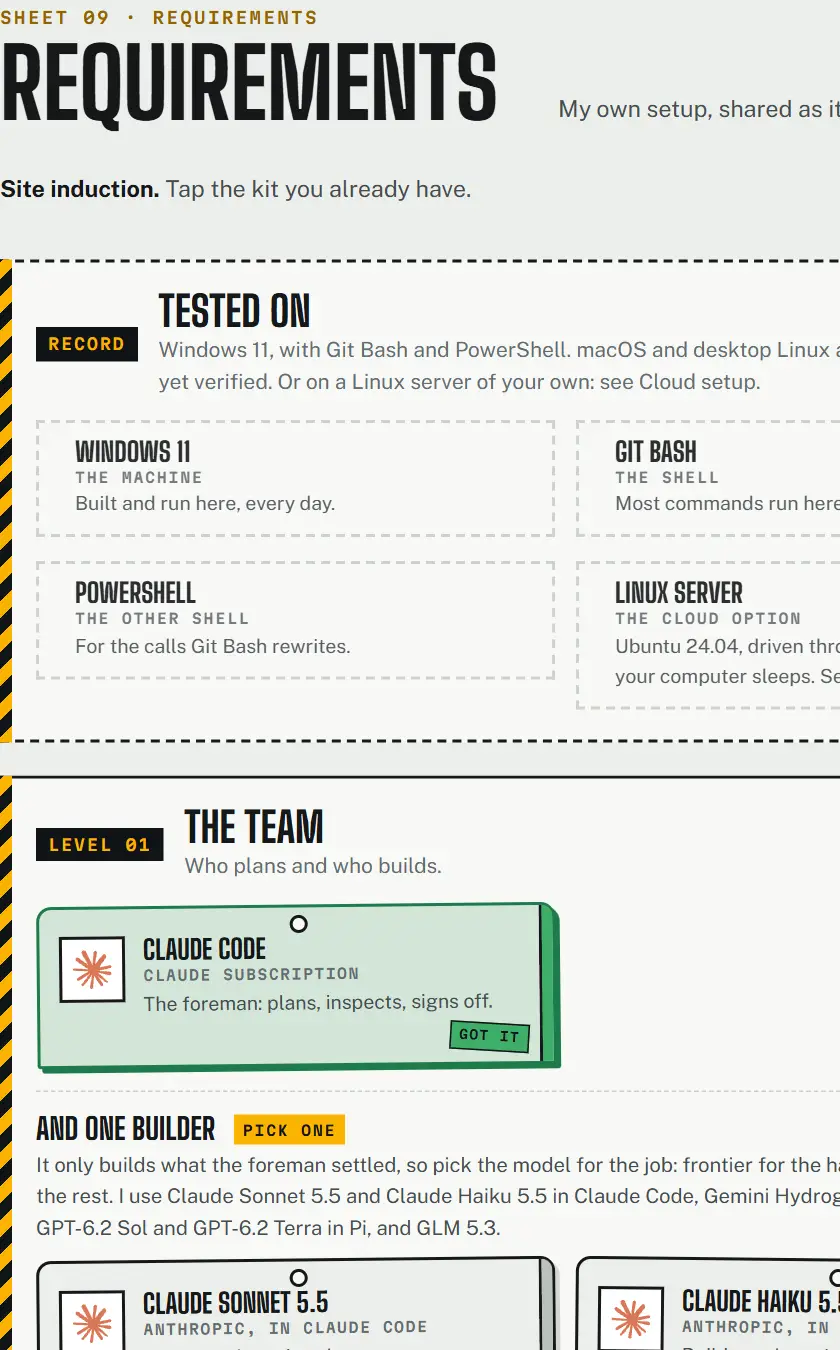 SHEET 09 · REQUIREMENTS
REQUIREMENTS
My own setup, shared as it
Site induction. Tap the kit you already have.
TESTED ON
RECORD
Windows 11, with Git Bash and PowerShell. macOS and desktop Linux
yet verified. Or on a Linux server of your own: see Cloud setup.
WINDOWS 11
THE MACHINE
Built and run here, every day.
GIT BASH
THE SHELL
Most commands run here
POWERSHELL
THE OTHER SHELL
For the calls Git Bash rewrites.
LINUX SERVER
THE CLOUD OPTION
Ubuntu 24.04, driven
your computer sleeps.
LEVEL 01
THE TEAM
Who plans and who builds.
CLAUDE CODE
CLAUDE SUBSCRIPTION
The foreman: plans, inspects, signs off.
GOT IT
AND ONE BUILDER
PICK ONE
It only builds what the foreman settled, so pick the model for the job: frontier for the
the rest. I use Claude Sonnet 5.5 and Claude Haiku 5.5 in Claude Code, Gemini
GPT-6.2 Sol and GPT-6.2 Terra in Pi, and GLM 5.3.
CLAUDE SONNET 5.5
ANTHROPIC, IN CLAUDE CODE
CLAUDE HAIKU 5.5
ANTHROPIC, IN